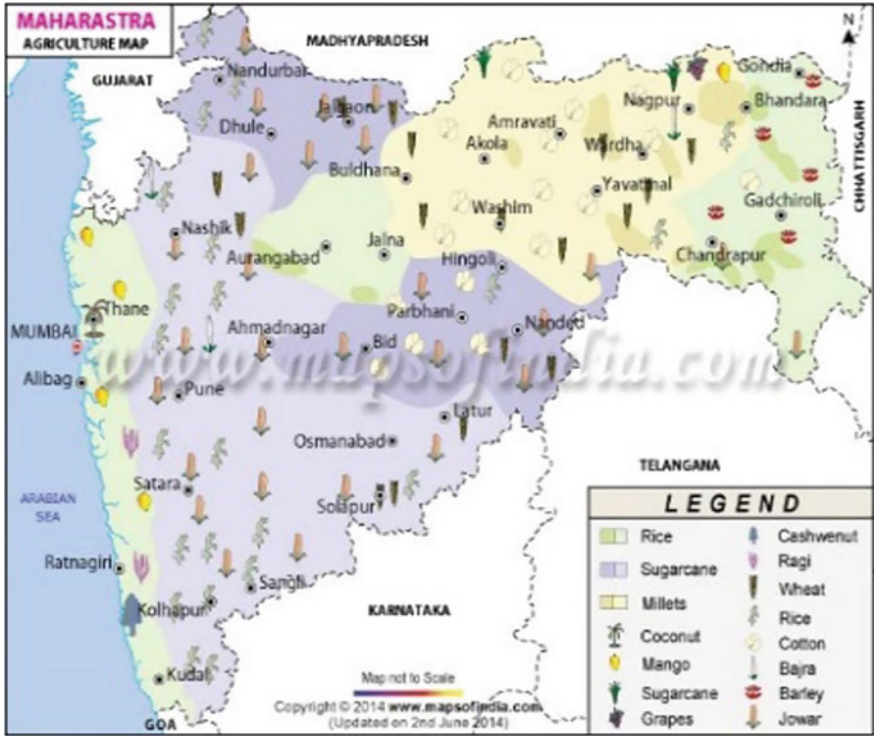 MAHARASTRA
AGRICULTURE MAP
MADHYAPRADESH
N
GUJARAT
Nandurbar
Gondia
Jalgaon
Nagpur
Bhandara
Dhule
Amravati
Akola
Wardha
CHHATTISGARH
Buldhana
Yavatmal
Washim
Gadchiroli
Nashik
Aurangabad
Jalna
Hingoli
Chandrapur
Thane
Parbhani
MUMBAI
Ahmadnagar
Bid
Nanded
www.mapsofindia.com
Alibag
Pune
Latur
Osmanabad
TELANGANA
Satara
Solapur
ARABIAN
SEA
Ratnagiri
Sangli
Kolhapur
KARNATAKA
Kudal
GOA
Map not to Scale
Copyright © 2014 www.mapsofindia.com
(Updated on 2nd June 2014)
LEGEND
Rice
Sugarcane
Millets
Coconut
Mango
Sugarcane
Grapes
Cashwenut
Ragi
Wheat
Rice
Cotton
Bajra
Barley
Jowar